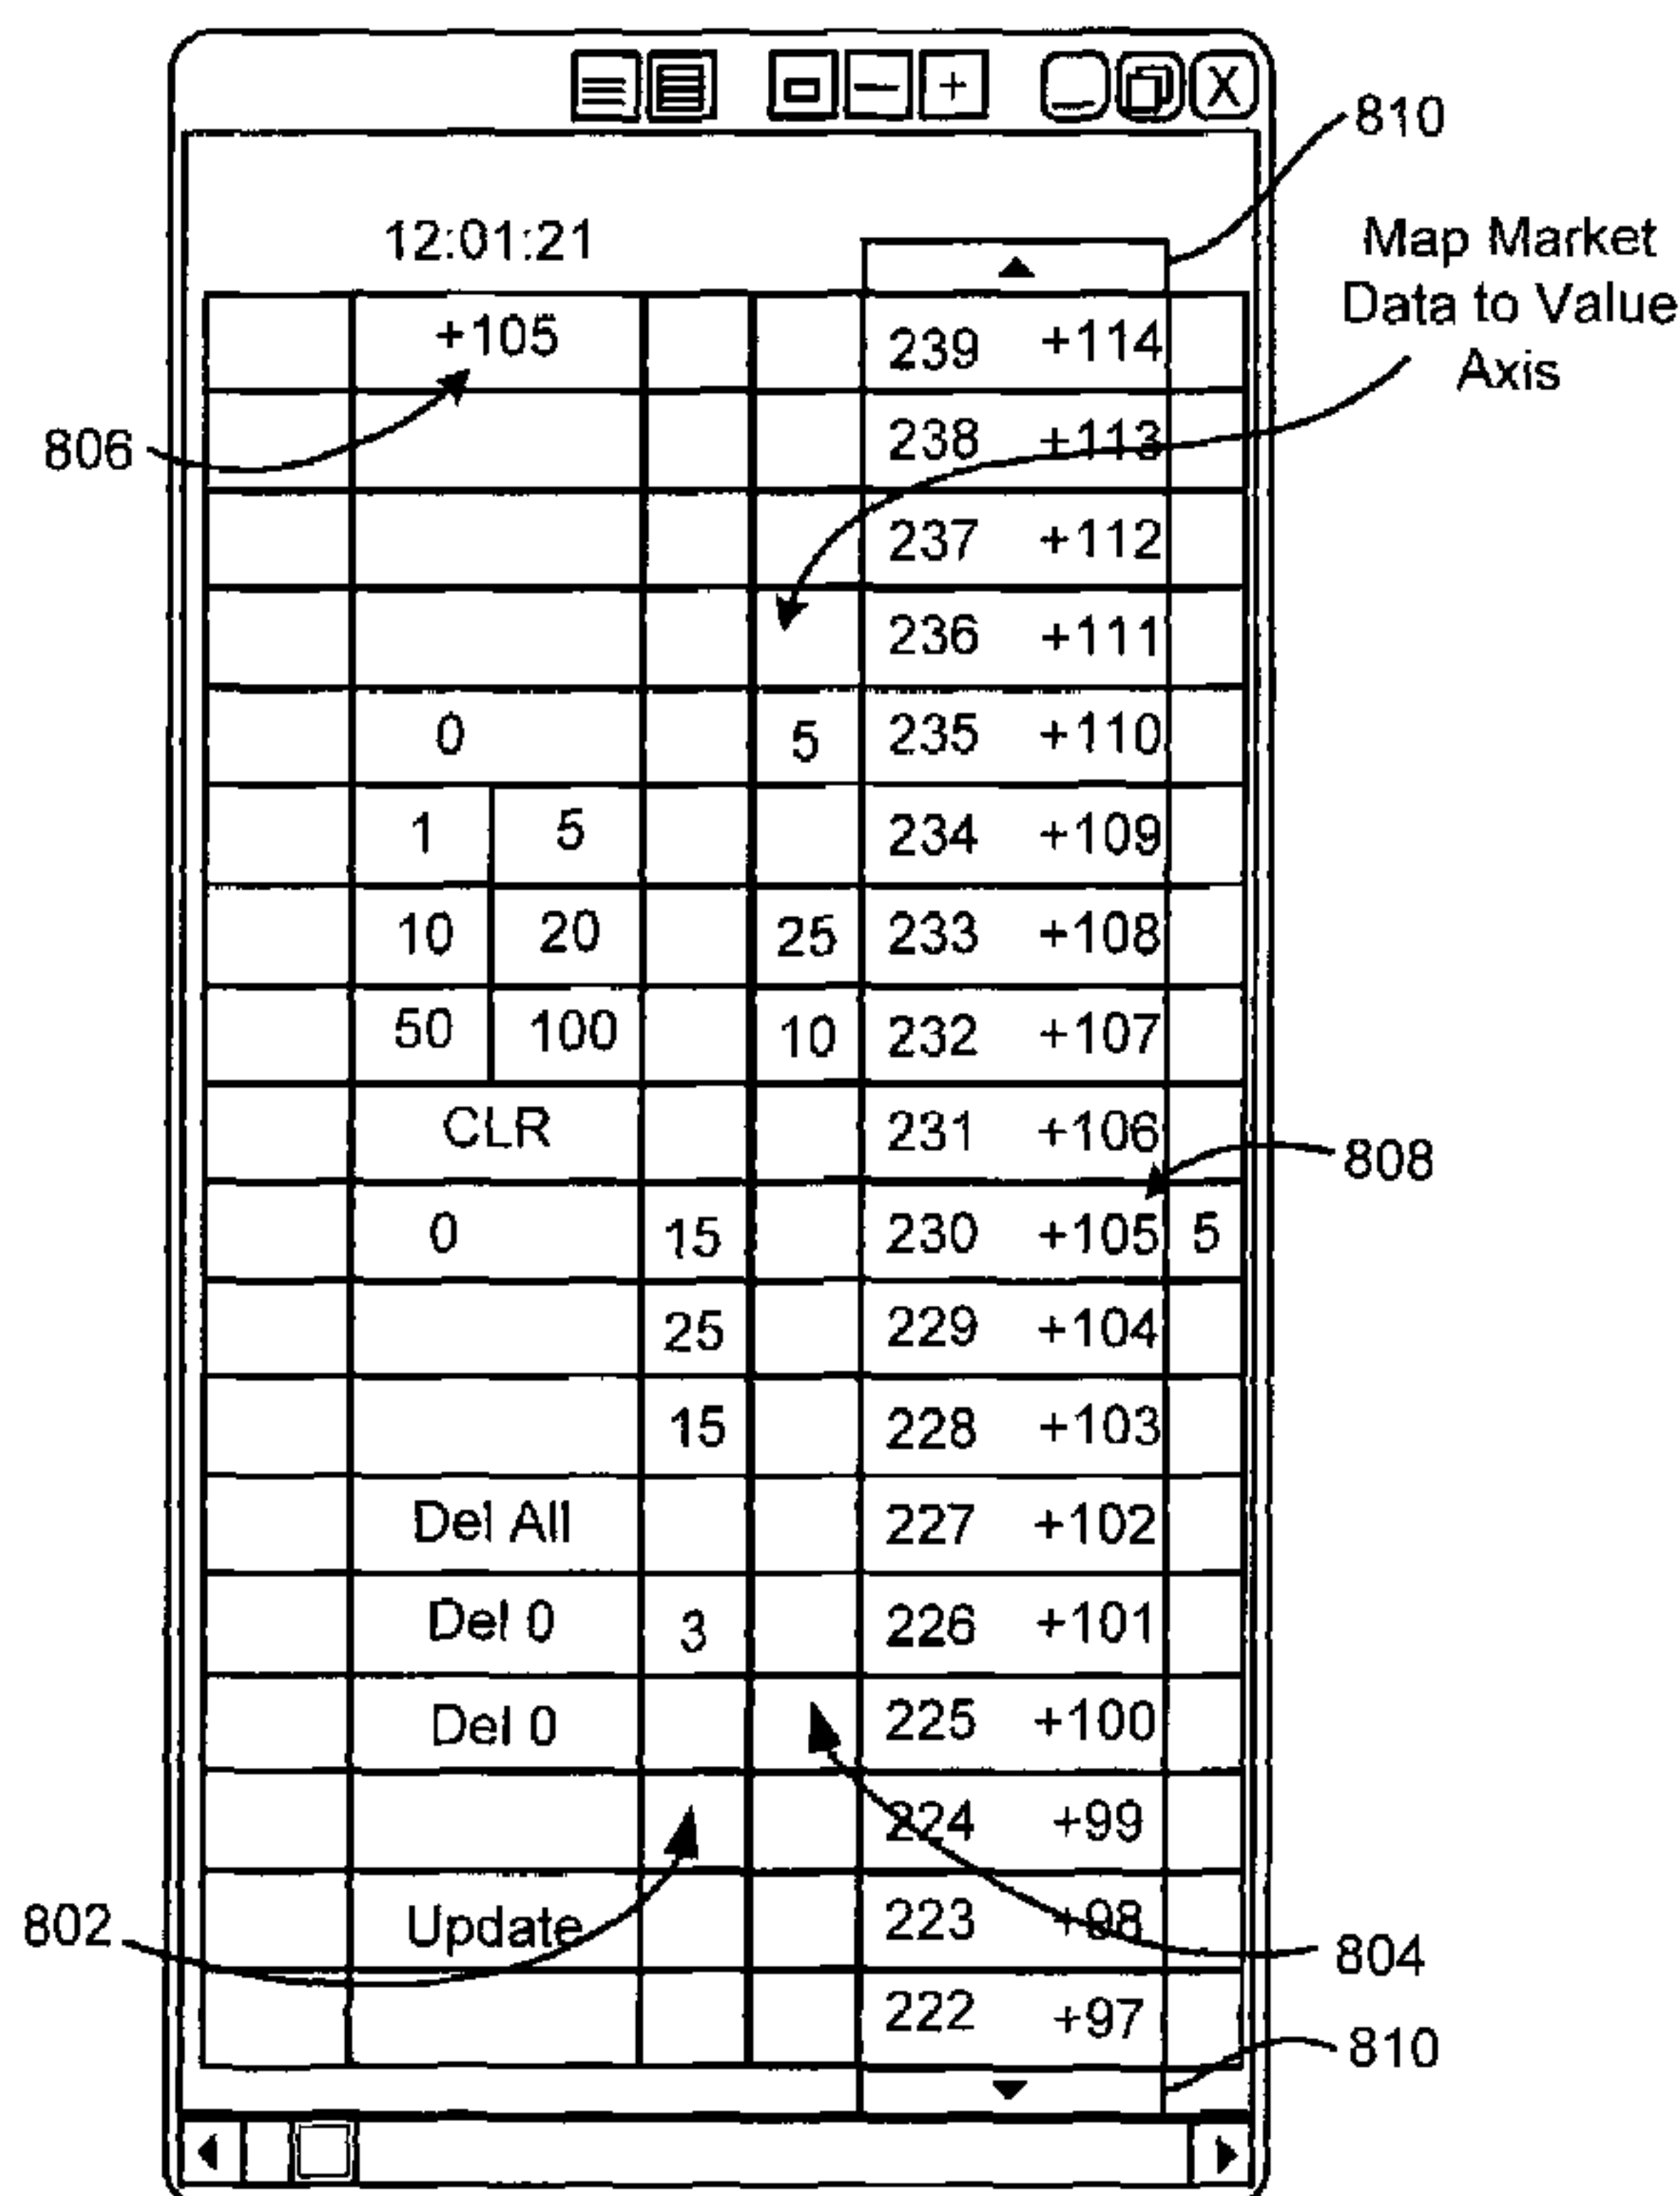 810
Map Market
Data to Value
Axis
12:01:21
+105 239 +114
806 238 +113
237 +112
236 +111
0 5 235 +110
1 5 234 +109
10 20 25 233 +108
50 100 10 232 +107
CLR 231 +106
808
0 15 230 +105 5
25 229 +104
15 228 +103
Del All 227 +102
Del 0 3 226 +101
Del 0 225 +100
224 +99
802 Update 223 +98
804
222 +97
810